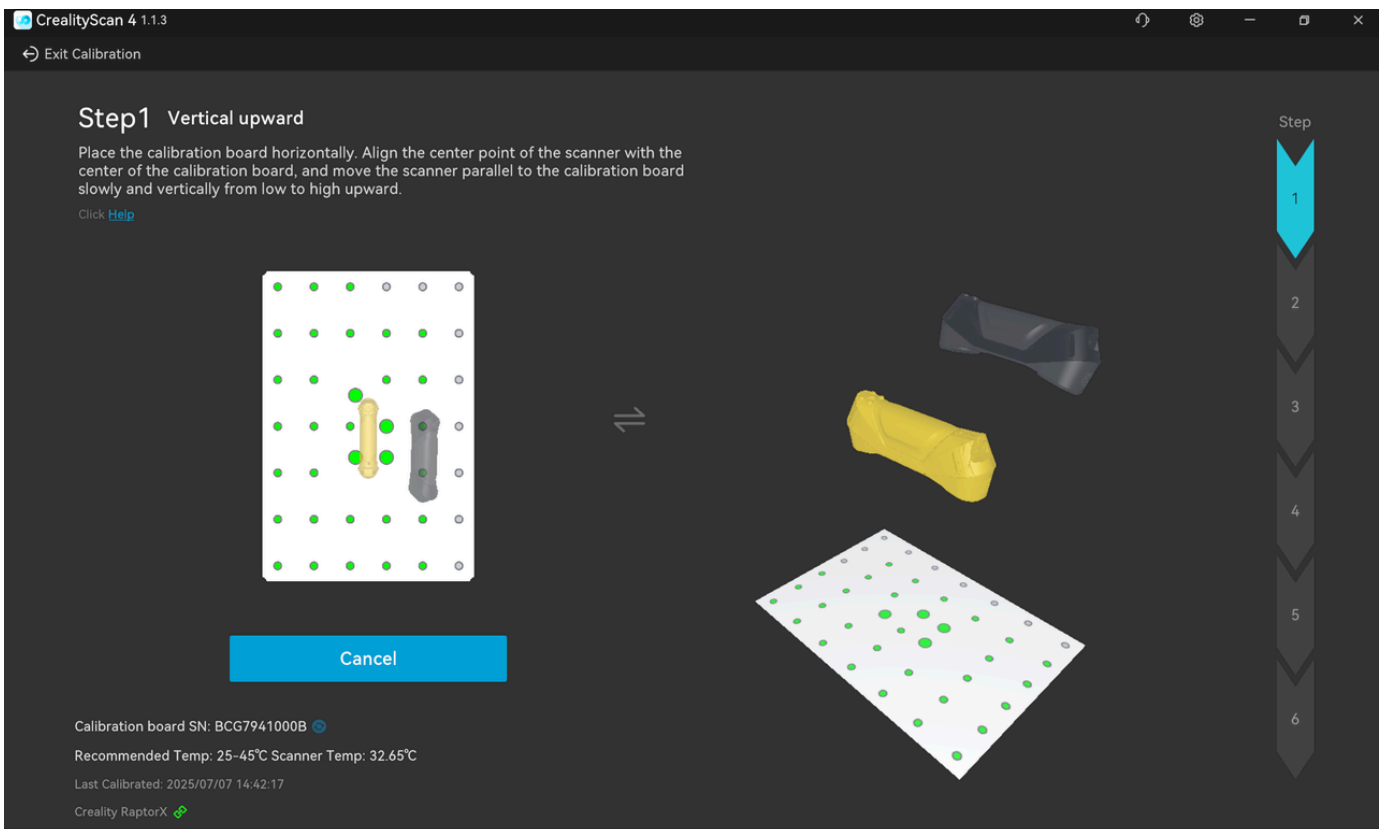 CrealityScan 4 1.1.3
Exit Calibration
Step1 Vertical upward
Place the calibration board horizontally. Align the center point of the scanner with the
center of the calibration board, and move the scanner parallel to the calibration board
slowly and vertically from low to high upward.
Click Help
Step
1
2
3
4
5
6
Cancel
Calibration board SN: BCG7941000B
Recommended Temp: 25-45℃ Scanner Temp: 32.65℃
Last Calibrated: 2025/07/07 14:42:17
Creality RaptorX